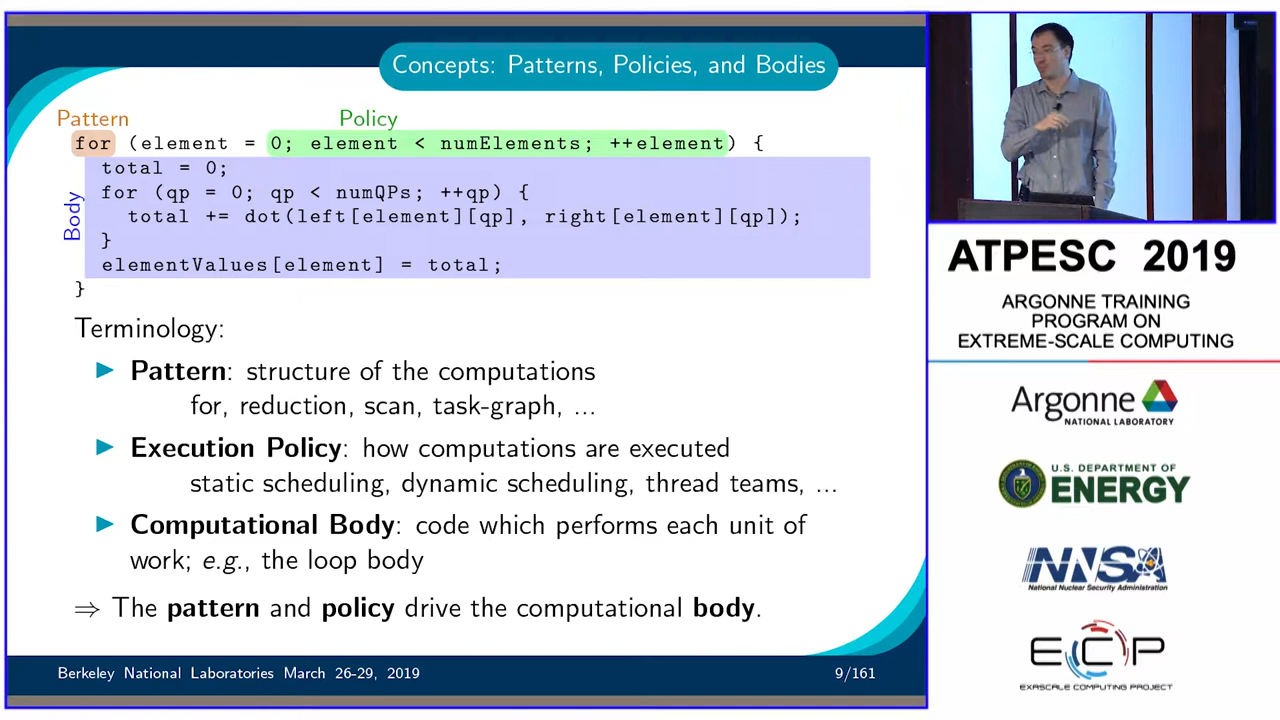 Concepts: Patterns, Policies, and Bodies
Pattern
Policy
for (element = 0; element < numElements; ++element) {
Body
total = 0;
for (qp = 0; qp < numQPs; ++qp) {
total += dot(left[element][qp], right[element][qp]);
}
elementValues[element] = total;
}
Terminology:
Pattern: structure of the computations
for, reduction, scan, task-graph, ...
Execution Policy: how computations are executed
static scheduling, dynamic scheduling, thread teams, ...
Computational Body: code which performs each unit of
work; e.g., the loop body
⇒ The pattern and policy drive the computational body.
Berkeley National Laboratories March 26-29, 2019
9/161
ATPESC 2019
ARGONNE TRAINING
PROGRAM ON
EXTREME-SCALE COMPUTING
Argonne
NATIONAL LABORATORY
U.S. DEPARTMENT OF
ENERGY
NNSA
National Nuclear Security Administration
ECP
EXASCALE COMPUTING PROJECT